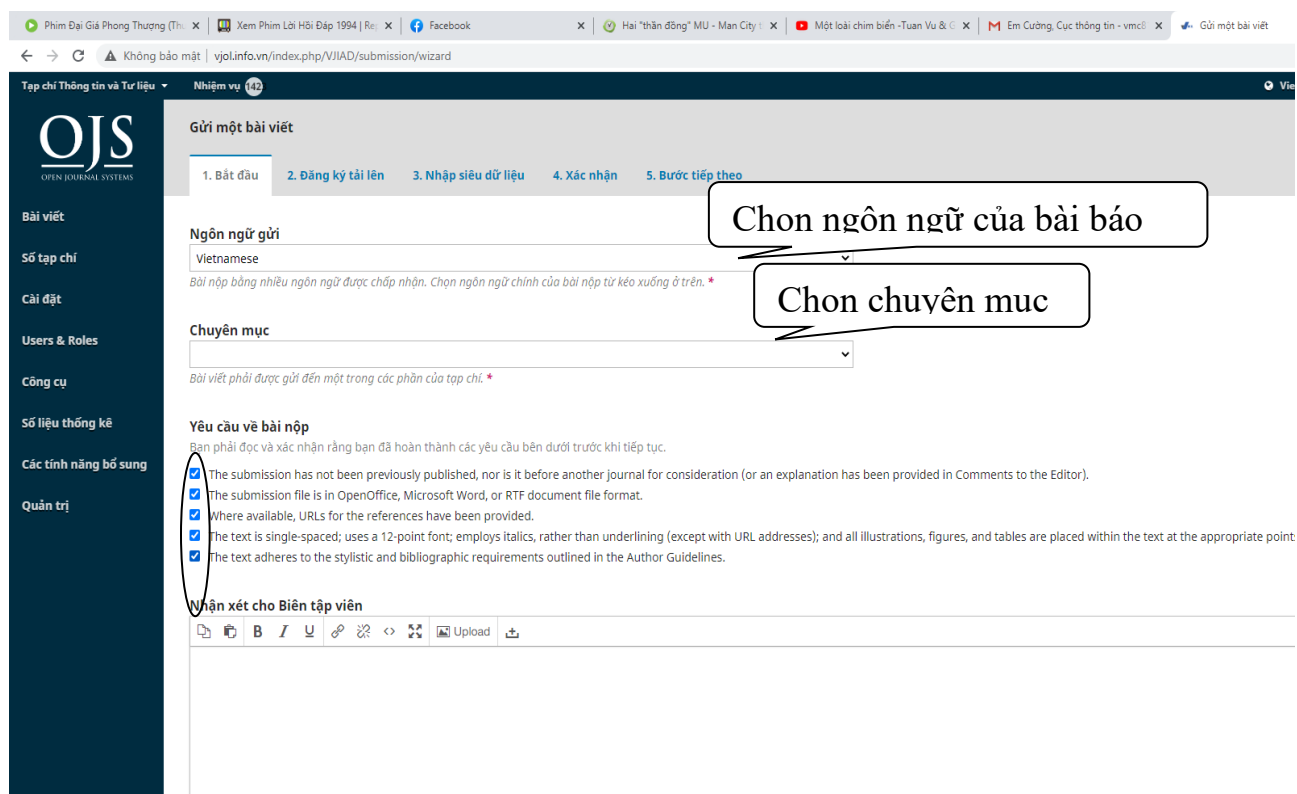 Phim Đại Giá Phong Thượng (Thu
Xem Phim Lời Hồi Đáp 1994 | Rep
Facebook
Hai "thần đồng" MU - Man City t
Một loài chim biển -Tuan Vu & G
Em Cường, Cục thông tin - vmc8
Gửi một bài viết
Không bảo mật | vjol.info.vn/index.php/VJIAD/submission/wizard
Tạp chí Thông tin và Tư liệu
Nhiệm vụ 142
Vie
OJS
OPEN JOURNAL SYSTEMS
Bài viết
Số tạp chí
Cài đặt
Users & Roles
Công cụ
Số liệu thống kê
Các tính năng bổ sung
Quản trị
Gửi một bài viết
1. Bắt đầu
2. Đăng ký tải lên
3. Nhập siêu dữ liệu
4. Xác nhận
5. Bước tiếp theo
Chọn ngôn ngữ của bài báo
Ngôn ngữ gửi
Vietnamese
Bài nộp bằng nhiều ngôn ngữ được chấp nhận. Chọn ngôn ngữ chính của bài nộp từ kéo xuống ở trên. *
Chọn chuyên mục
Chuyên mục
Bài viết phải được gửi đến một trong các phần của tạp chí. *
Yêu cầu về bài nộp
Bạn phải đọc và xác nhận rằng bạn đã hoàn thành các yêu cầu bên dưới trước khi tiếp tục.
The submission has not been previously published, nor is it before another journal for consideration (or an explanation has been provided in Comments to the Editor).
The submission file is in OpenOffice, Microsoft Word, or RTF document file format.
Where available, URLs for the references have been provided.
The text is single-spaced; uses a 12-point font; employs italics, rather than underlining (except with URL addresses); and all illustrations, figures, and tables are placed within the text at the appropriate points
The text adheres to the stylistic and bibliographic requirements outlined in the Author Guidelines.
Nhận xét cho Biên tập viên
B I U
Upload